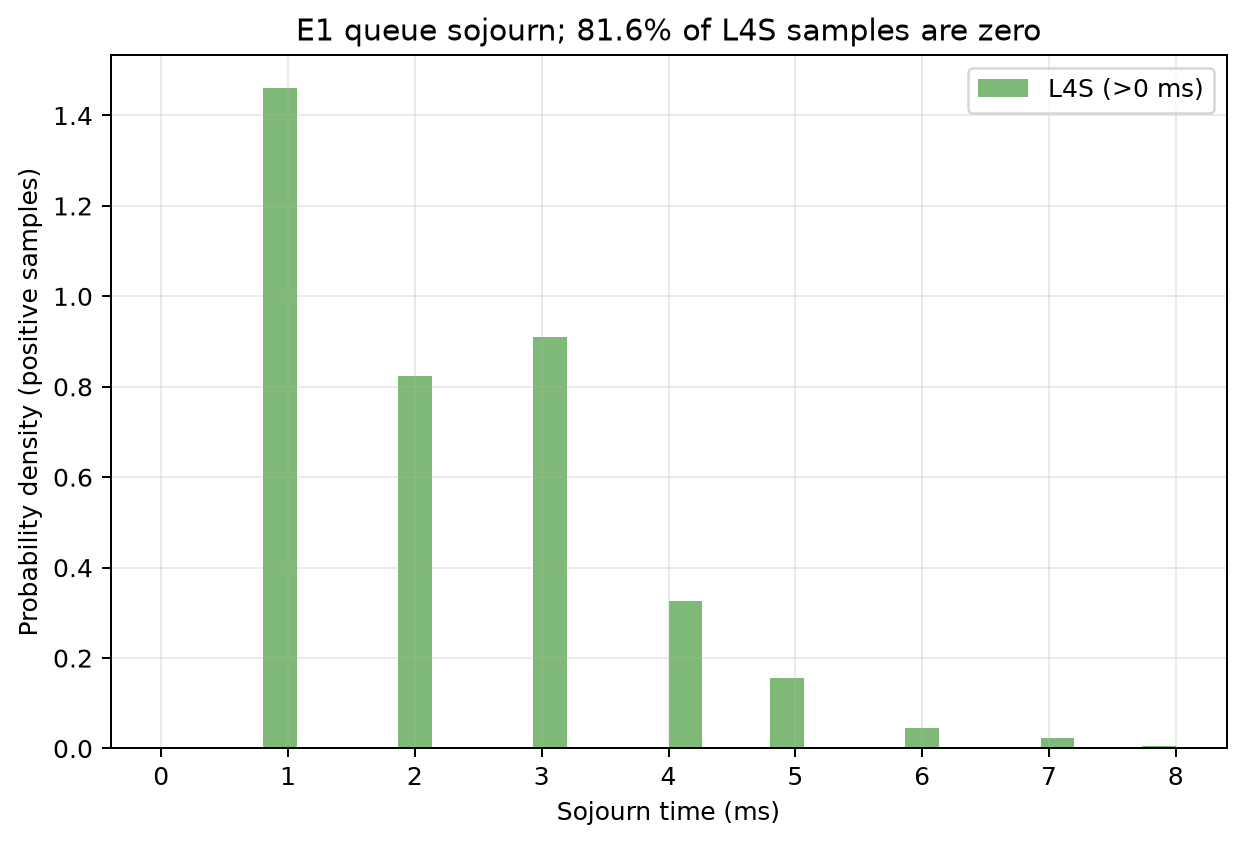 E1 queue sojourn; 81.6% of L4S samples are zero
L4S (>0 ms)
Probability density (positive samples)
1.4
1.2
1.0
0.8
0.6
0.4
0.2
0.0
0 1 2 3 4 5 6 7 8
Sojourn time (ms)